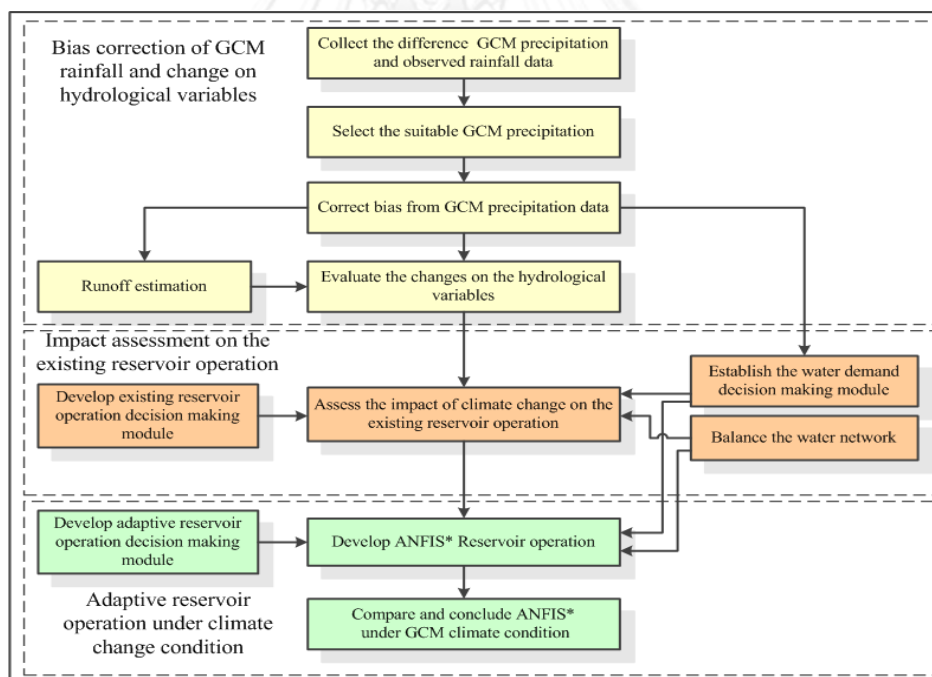 Bias correction of GCM
rainfall and change on
hydrological variables
Collect the difference GCM precipitation
and observed rainfall data
Select the suitable GCM precipitation
Correct bias from GCM precipitation data
Runoff estimation
Evaluate the changes on the hydrological
variables
Impact assessment on the
existing reservoir operation
Develop existing reservoir
operation decision making
module
Assess the impact of climate change on the
existing reservoir operation
Establish the water demand
decision making module
Balance the water network
Develop adaptive reservoir
operation decision making
module
Develop ANFIS* Reservoir operation
Adaptive reservoir
operation under climate
change condition
Compare and conclude ANFIS*
under GCM climate condition